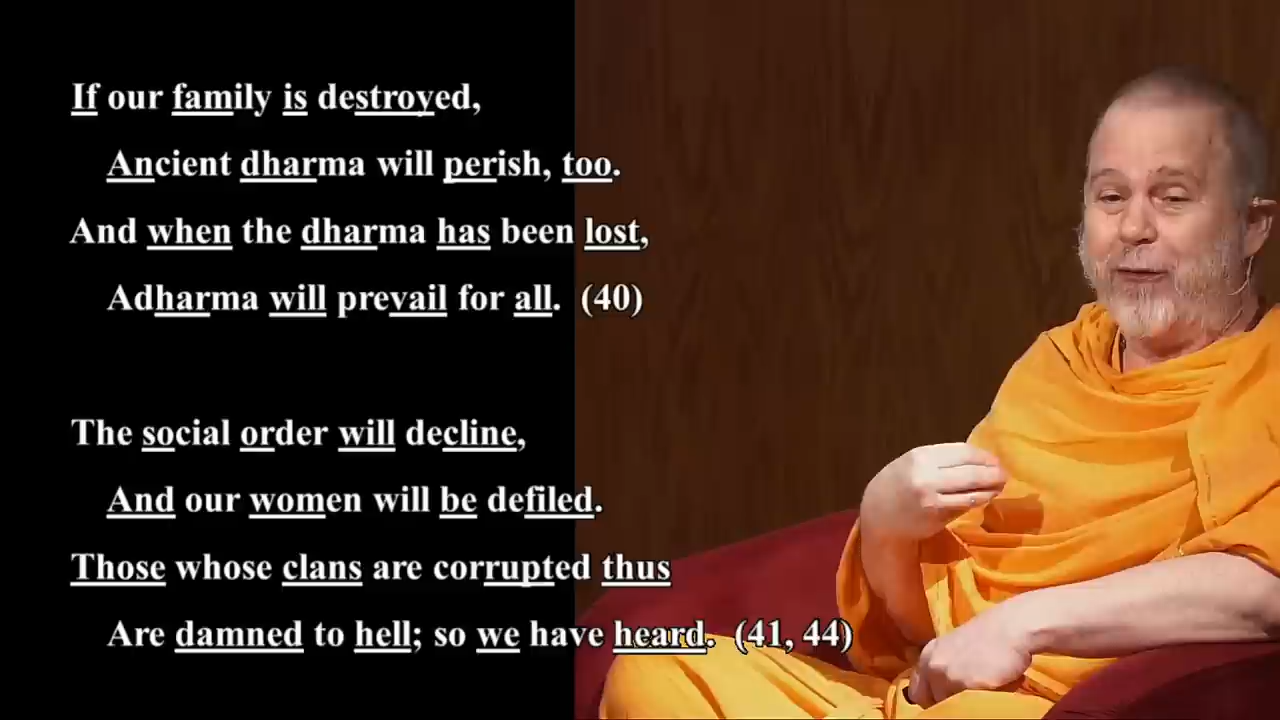 If our family is destroyed,
Ancient dharma will perish, too.
And when the dharma has been lost,
Adharma will prevail for all. (40)
The social order will decline,
And our women will be defiled.
Those whose clans are corrupted thus
Are damned to hell; so we have heard. (41, 44)